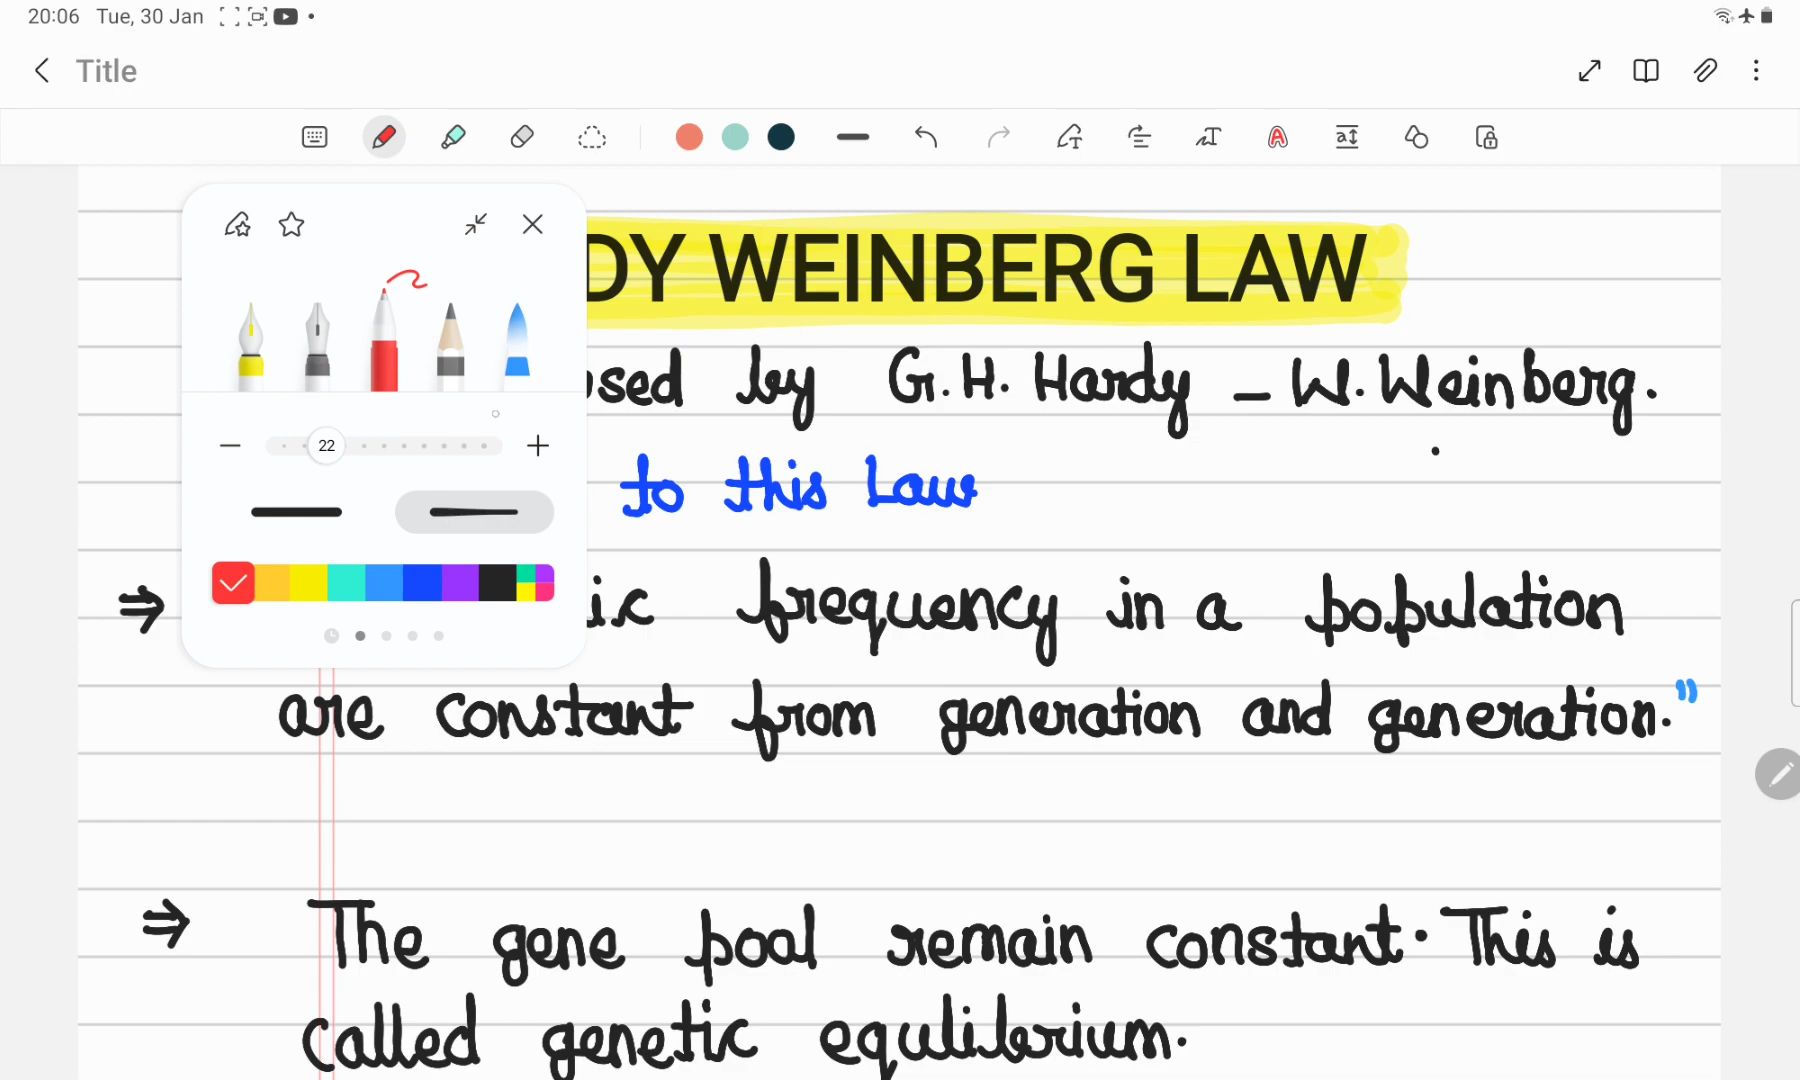 20:06 Tue, 30 Jan
Title
DY WEINBERG LAW
sed by G.H. Hardy - W. Weinberg.
22
to this Law
⇒ ic frequency in a population
are constant from generation and generation."
⇒ The gene pool remain constant. This is
called genetic equlibrium.